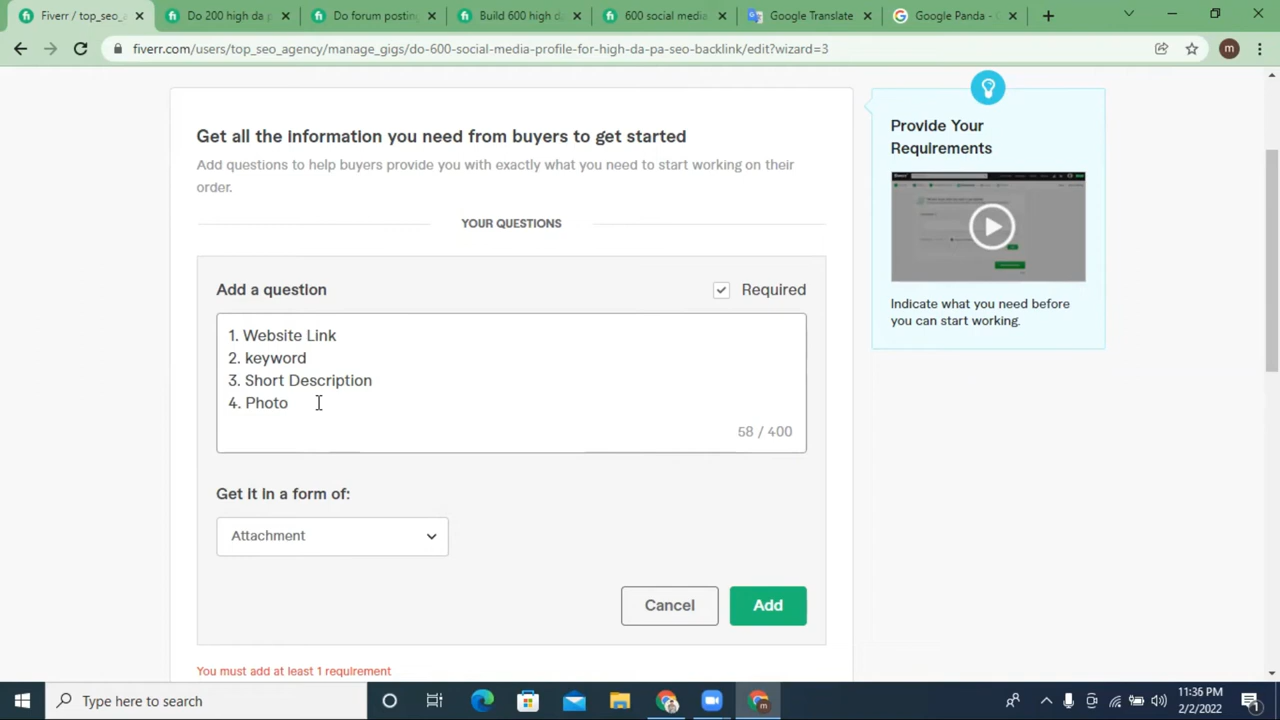 Fiverr / top_seo_a
Do 200 high da p
Do forum posting
Build 600 high da
600 social media
Google Translate
Google Panda - G
fiverr.com/users/top_seo_agency/manage_gigs/do-600-social-media-profile-for-high-da-pa-seo-backlink/edit?wizard=3
m
Get all the information you need from buyers to get started
Add questions to help buyers provide you with exactly what you need to start working on their
order.
YOUR QUESTIONS
Add a question
Required
1. Website Link
2. keyword
3. Short Description
4. Photo
58 / 400
Get it in a form of:
Attachment
Cancel
Add
You must add at least 1 requirement
Provide Your
Requirements
Indicate what you need before
you can start working.
Type here to search
11:36 PM
2/2/2022